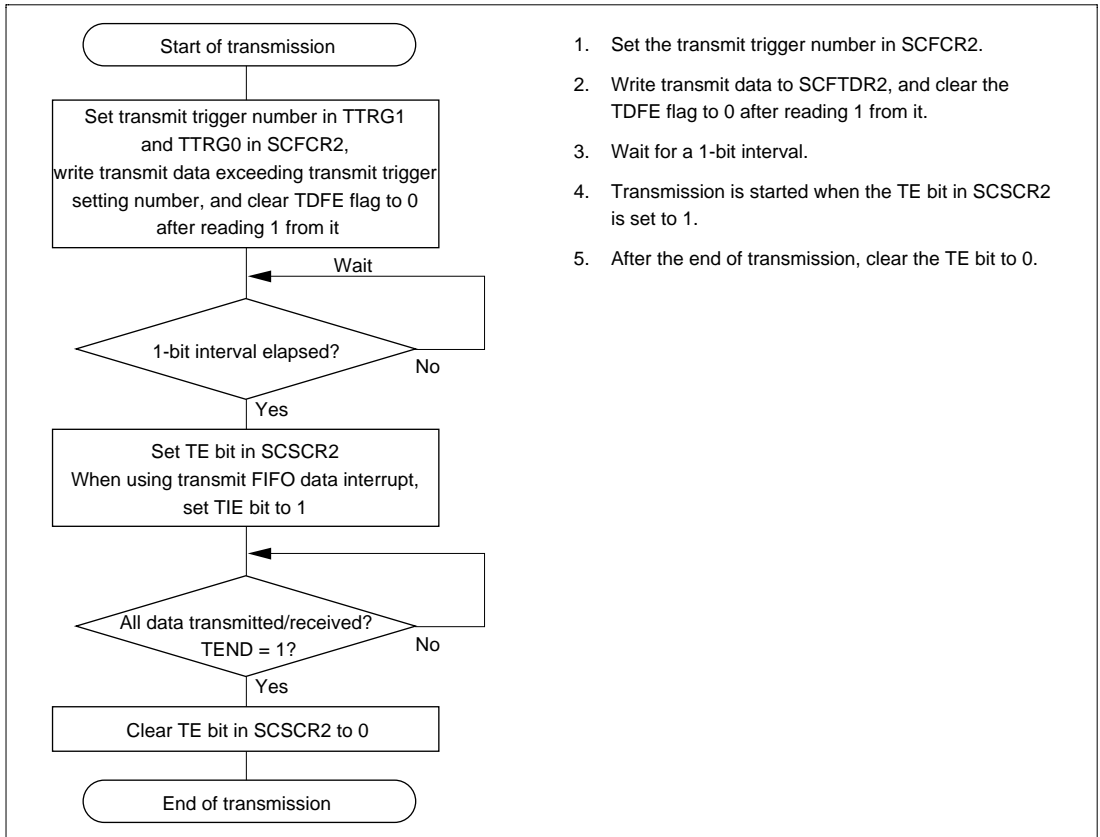 Start of transmission
Set transmit trigger number in TTRG1
and TTRG0 in SCFCR2,
write transmit data exceeding transmit trigger
setting number, and clear TDFE flag to 0
after reading 1 from it
Wait
1-bit interval elapsed?
No
Yes
Set TE bit in SCSCR2
When using transmit FIFO data interrupt,
set TIE bit to 1
All data transmitted/received?
TEND = 1?
No
Yes
Clear TE bit in SCSCR2 to 0
End of transmission
1. Set the transmit trigger number in SCFCR2.
2. Write transmit data to SCFTDR2, and clear the
TDFE flag to 0 after reading 1 from it.
3. Wait for a 1-bit interval.
4. Transmission is started when the TE bit in SCSCR2
is set to 1.
5. After the end of transmission, clear the TE bit to 0.